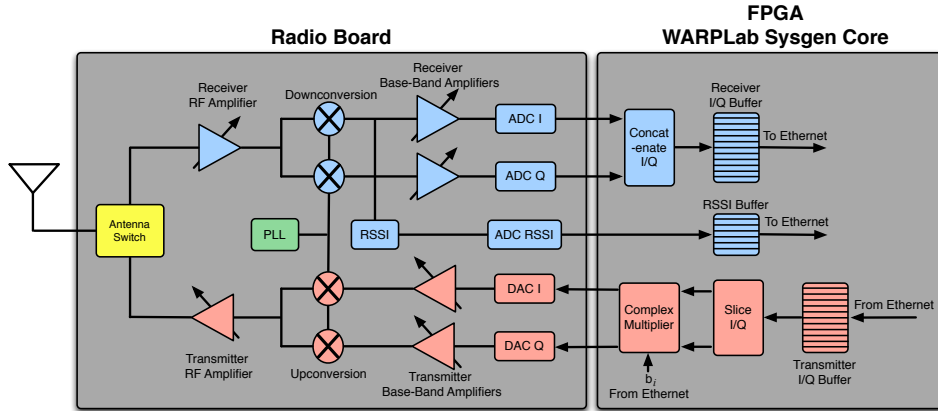 FPGA
WARPLab Sysgen Core
Radio Board
Receiver
RF Amplifier
Downconversion
Receiver
Base-Band Amplifiers
ADC I
ADC Q
Concat
-enate
I/Q
Receiver
I/Q Buffer
To Ethernet
Antenna
Switch
PLL
RSSI
ADC RSSI
RSSI Buffer
To Ethernet
Transmitter
RF Amplifier
Upconversion
Transmitter
Base-Band Amplifiers
DAC I
DAC Q
Complex
Multiplier
b_i
From Ethernet
Slice
I/Q
From Ethernet
Transmitter
I/Q Buffer